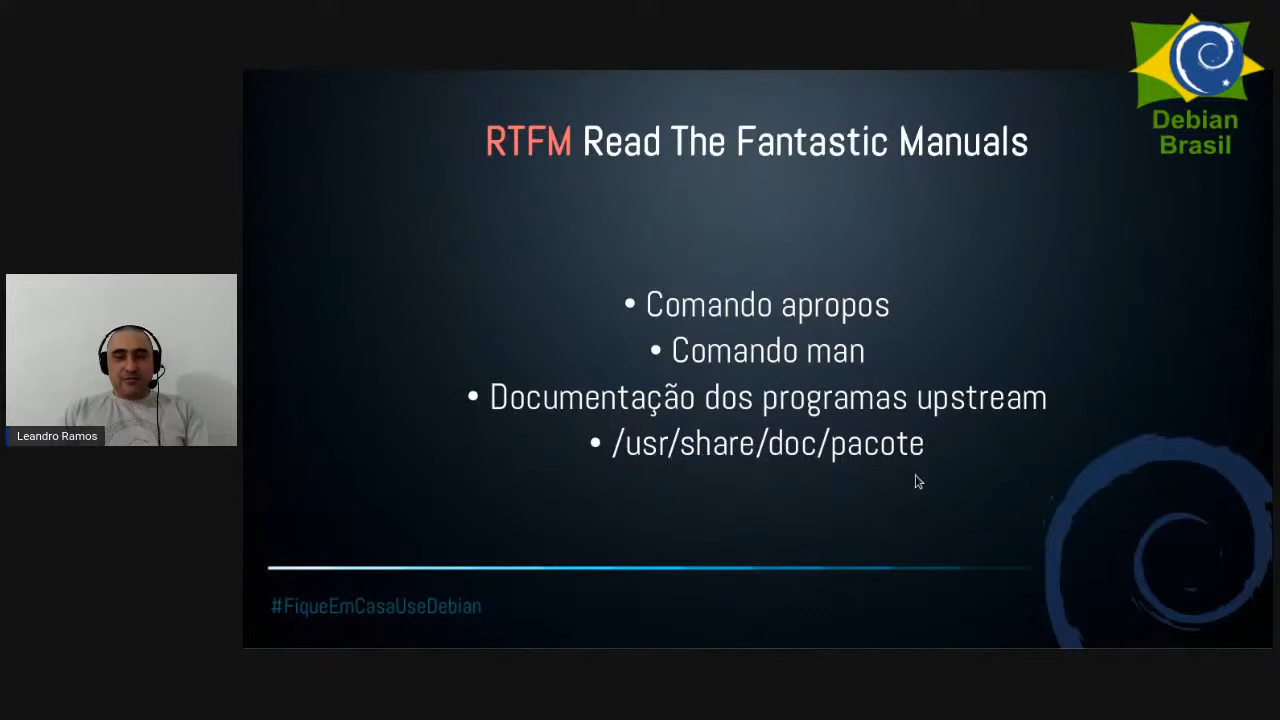 Debian
Brasil
RTFM Read The Fantastic Manuals
• Comando apropos
• Comando man
• Documentação dos programas upstream
• /usr/share/doc/pacote
Leandro Ramos
#FiqueEmCasaUseDebian